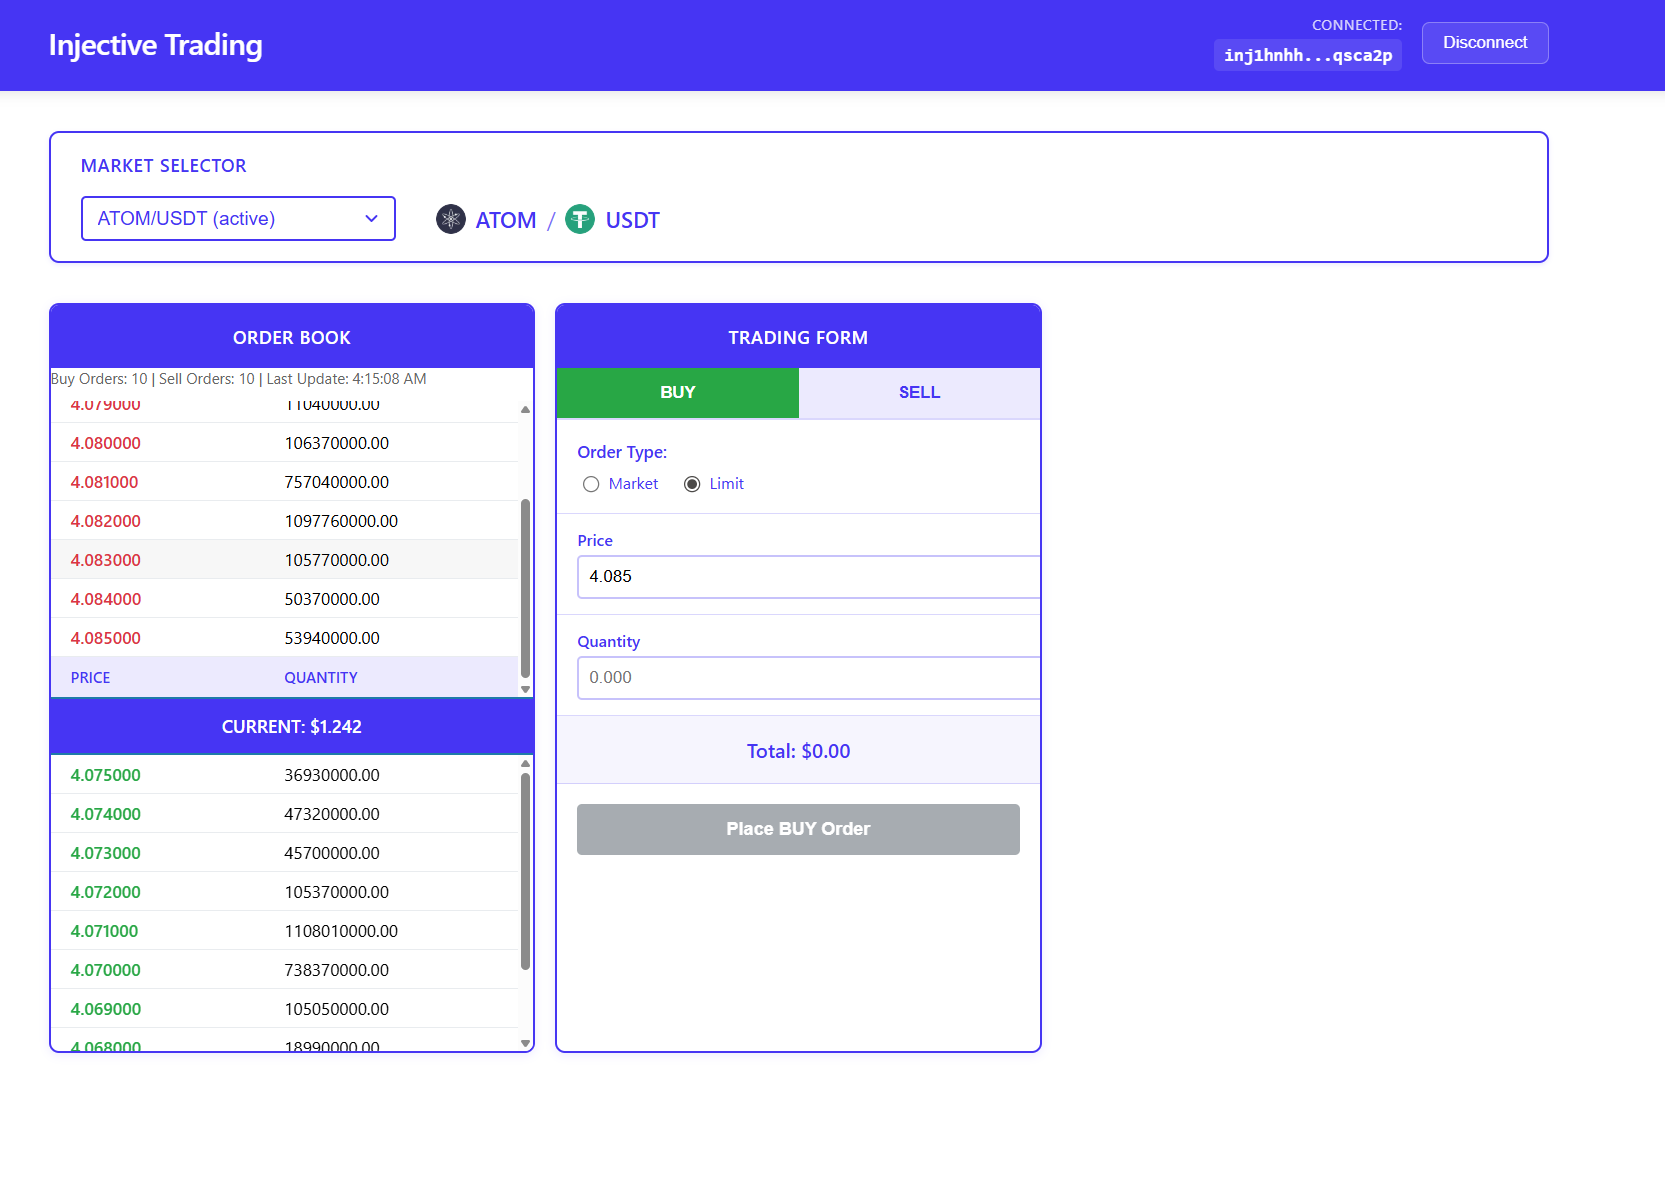 Injective Trading
CONNECTED:
inj1hnhh...qsca2p
Disconnect
MARKET SELECTOR
ATOM/USDT (active)
ATOM / USDT
ORDER BOOK
Buy Orders: 10 | Sell Orders: 10 | Last Update: 4:15:08 AM
4.079000 11040000.00
4.080000 106370000.00
4.081000 757040000.00
4.082000 1097760000.00
4.083000 105770000.00
4.084000 50370000.00
4.085000 53940000.00
PRICE QUANTITY
CURRENT: $1.242
4.075000 36930000.00
4.074000 47320000.00
4.073000 45700000.00
4.072000 105370000.00
4.071000 1108010000.00
4.070000 738370000.00
4.069000 105050000.00
4.068000 18990000.00
TRADING FORM
BUY SELL
Order Type:
Market Limit
Price
4.085
Quantity
0.000
Total: $0.00
Place BUY Order